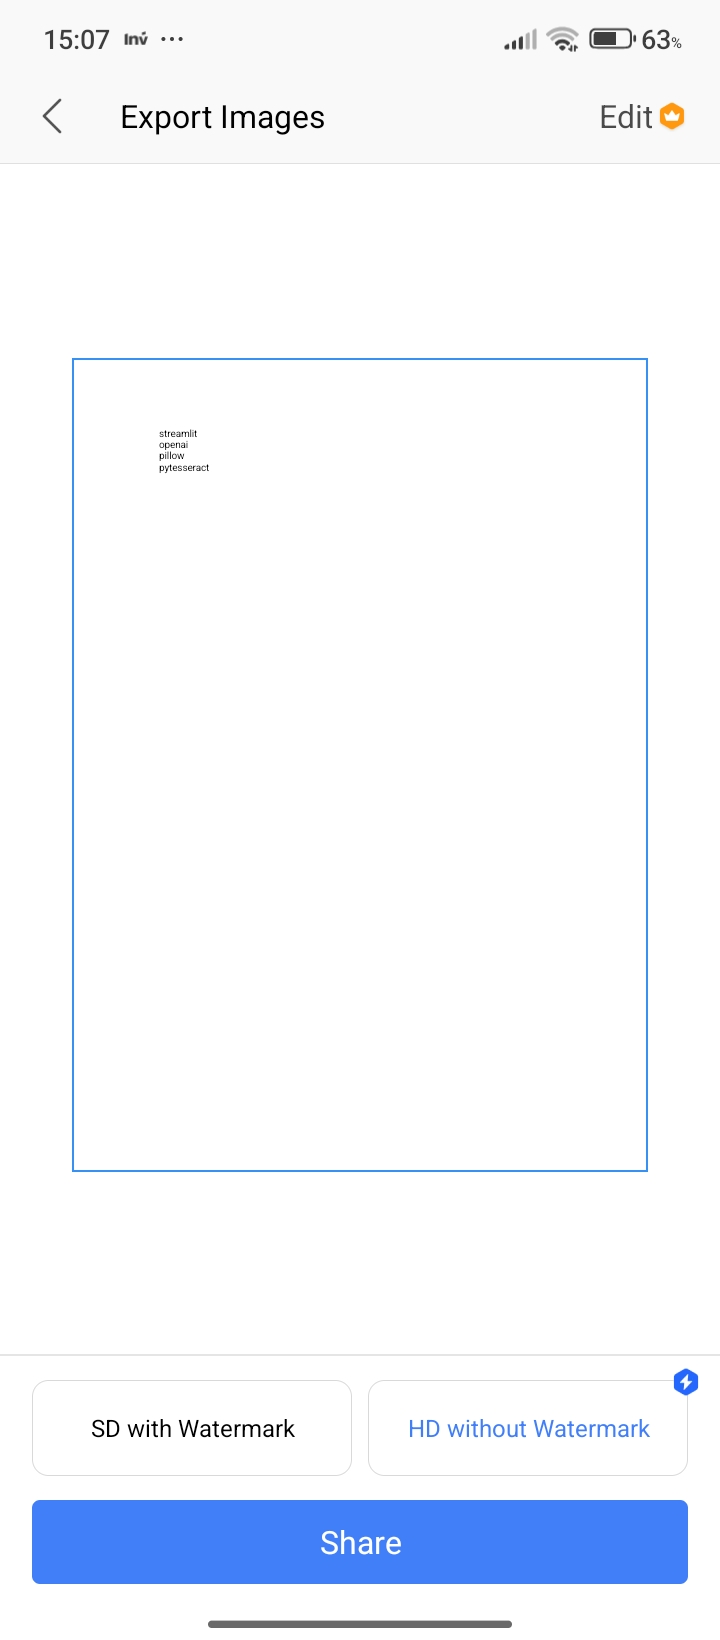 15:07 Inv ... 63%
Export Images Edit
streamlit
openai
pillow
pytesseract
SD with Watermark HD without Watermark
Share